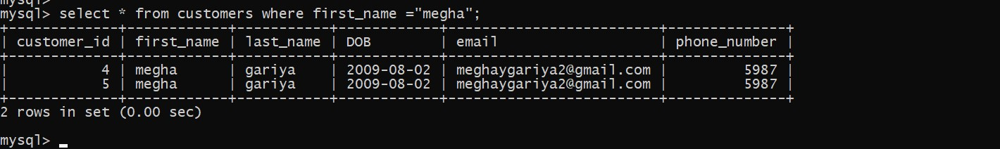 mysql>
mysql> select * from customers where first_name ="megha";
+-------------+------------+-----------+------------+-------------------------+--------------+
| customer_id | first_name | last_name | DOB        | email                   | phone_number |
+-------------+------------+-----------+------------+-------------------------+--------------+
|           4 | megha      | gariya    | 2009-08-02 | meghaygariya2@gmail.com |         5987 |
|           5 | megha      | gariya    | 2009-08-02 | meghaygariya2@gmail.com |         5987 |
+-------------+------------+-----------+------------+-------------------------+--------------+
2 rows in set (0.00 sec)
mysql> _